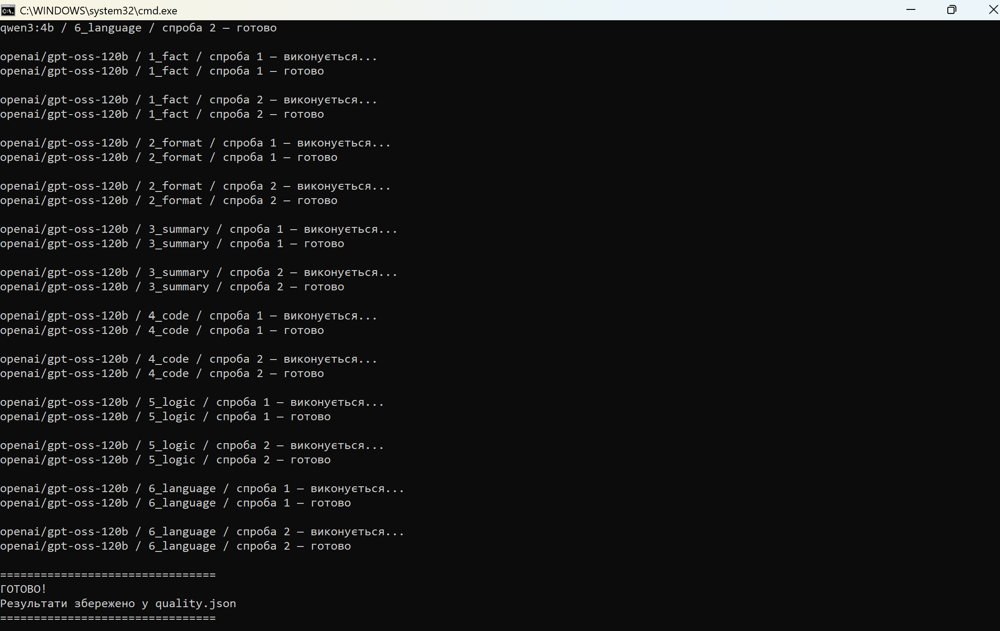 C:\WINDOWS\system32\cmd.exe
qwen3:4b / 6_language / спроба 2 — готово
openai/gpt-oss-120b / 1_fact / спроба 1 — виконується...
openai/gpt-oss-120b / 1_fact / спроба 1 — готово
openai/gpt-oss-120b / 1_fact / спроба 2 — виконується...
openai/gpt-oss-120b / 1_fact / спроба 2 — готово
openai/gpt-oss-120b / 2_format / спроба 1 — виконується...
openai/gpt-oss-120b / 2_format / спроба 1 — готово
openai/gpt-oss-120b / 2_format / спроба 2 — виконується...
openai/gpt-oss-120b / 2_format / спроба 2 — готово
openai/gpt-oss-120b / 3_summary / спроба 1 — виконується...
openai/gpt-oss-120b / 3_summary / спроба 1 — готово
openai/gpt-oss-120b / 3_summary / спроба 2 — виконується...
openai/gpt-oss-120b / 3_summary / спроба 2 — готово
openai/gpt-oss-120b / 4_code / спроба 1 — виконується...
openai/gpt-oss-120b / 4_code / спроба 1 — готово
openai/gpt-oss-120b / 4_code / спроба 2 — виконується...
openai/gpt-oss-120b / 4_code / спроба 2 — готово
openai/gpt-oss-120b / 5_logic / спроба 1 — виконується...
openai/gpt-oss-120b / 5_logic / спроба 1 — готово
openai/gpt-oss-120b / 5_logic / спроба 2 — виконується...
openai/gpt-oss-120b / 5_logic / спроба 2 — готово
openai/gpt-oss-120b / 6_language / спроба 1 — виконується...
openai/gpt-oss-120b / 6_language / спроба 1 — готово
openai/gpt-oss-120b / 6_language / спроба 2 — виконується...
openai/gpt-oss-120b / 6_language / спроба 2 — готово
================================
ГОТОВО!
Результати збережено у quality.json
================================